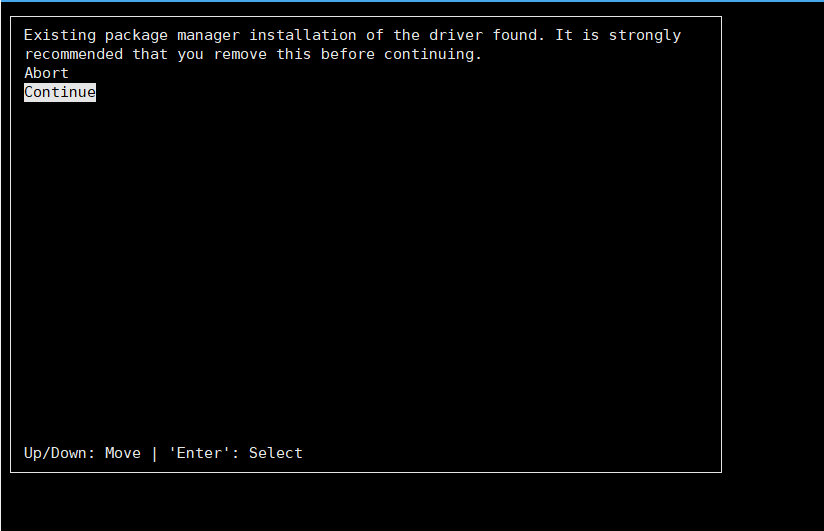 Existing package manager installation of the driver found. It is strongly
recommended that you remove this before continuing.
Abort
Continue
Up/Down: Move | 'Enter': Select